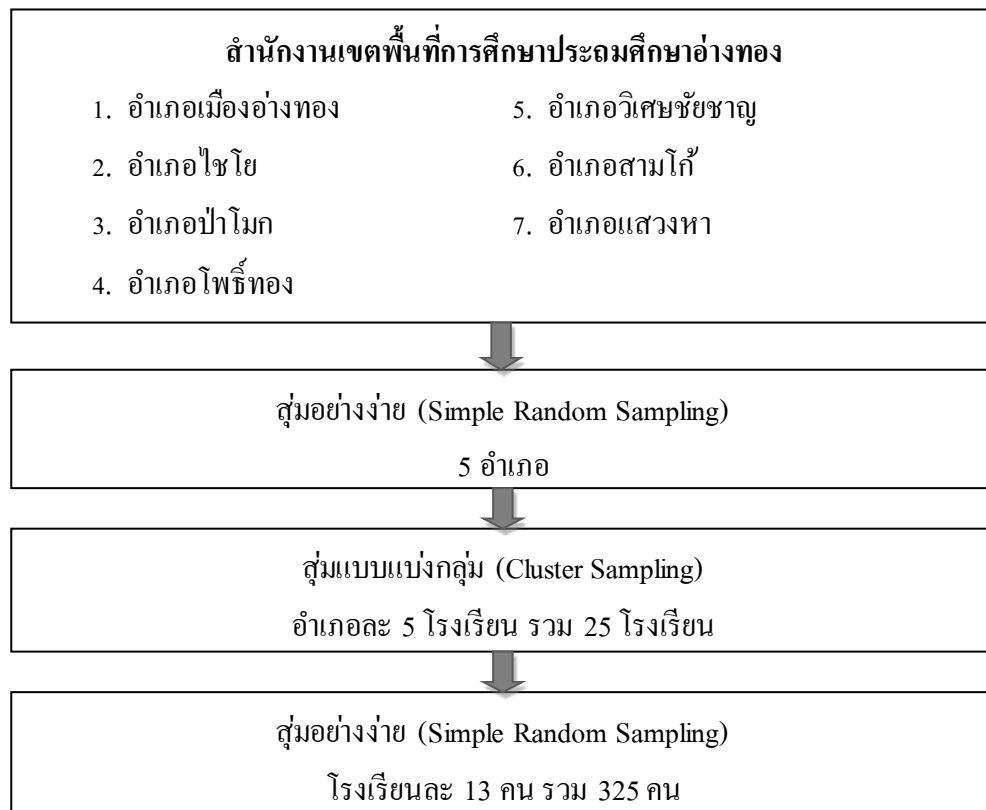 สำนักงานเขตพื้นที่การศึกษาประถมศึกษาอ่างทอง
1. อำเภอเมืองอ่างทอง
2. อำเภอไชโย
3. อำเภอป่าโมก
4. อำเภอโพธิ์ทอง
5. อำเภอวิเศษชัยชาญ
6. อำเภอสามโก้
7. อำเภอแสวงหา
สุ่มอย่างง่าย (Simple Random Sampling)
5 อำเภอ
สุ่มแบบแบ่งกลุ่ม (Cluster Sampling)
อำเภอละ 5 โรงเรียน รวม 25 โรงเรียน
สุ่มอย่างง่าย (Simple Random Sampling)
โรงเรียนละ 13 คน รวม 325 คน